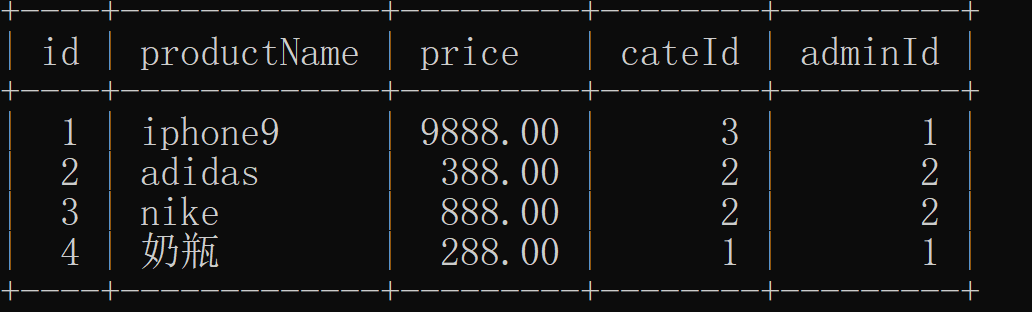 +----+-------------+---------+--------+---------+
| id | productName | price   | cateId | adminId |
+----+-------------+---------+--------+---------+
|  1 | iphone9     | 9888.00 |      3 |       1 |
|  2 | adidas      |  388.00 |      2 |       2 |
|  3 | nike        |  888.00 |      2 |       2 |
|  4 | 奶瓶        |  288.00 |      1 |       1 |
+----+-------------+---------+--------+---------+